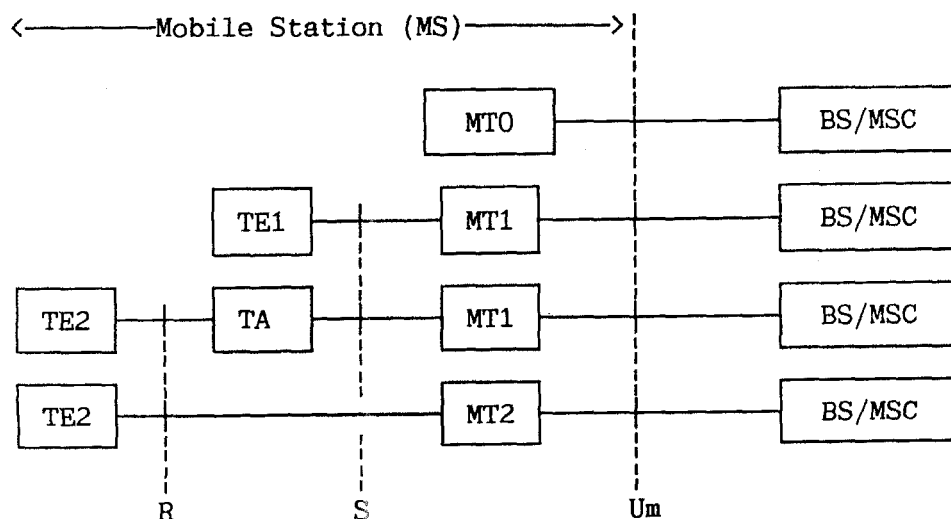 Mobile Station (MS)
MT0 BS/MSC
TE1 MT1 BS/MSC
TE2 TA MT1 BS/MSC
TE2 MT2 BS/MSC
R S Um